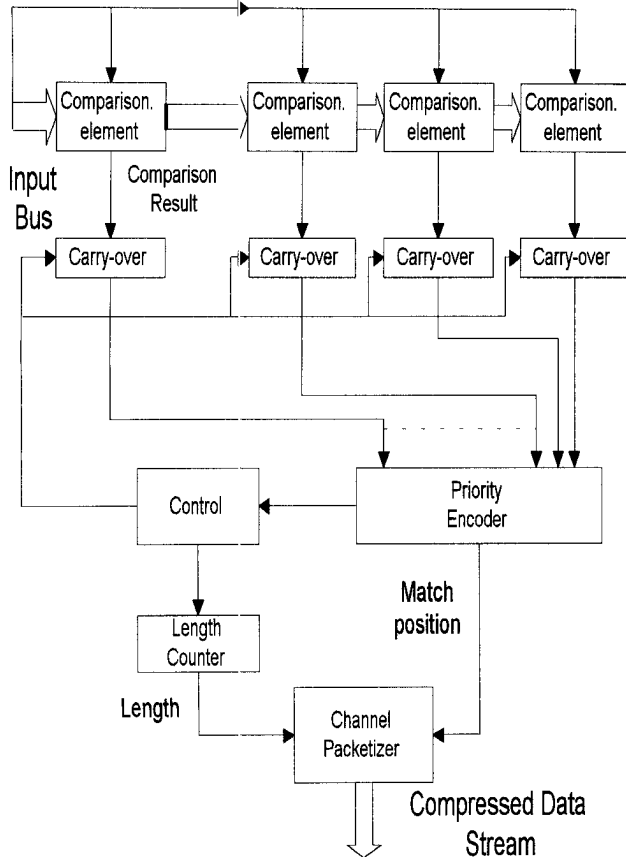 Comparison.
element
Comparison.
element
Comparison.
element
Comparison.
element
Input
Bus
Comparison
Result
Carry-over
Carry-over
Carry-over
Carry-over
Control
Priority
Encoder
Match
position
Length
Counter
Length
Channel
Packetizer
Compressed Data
Stream